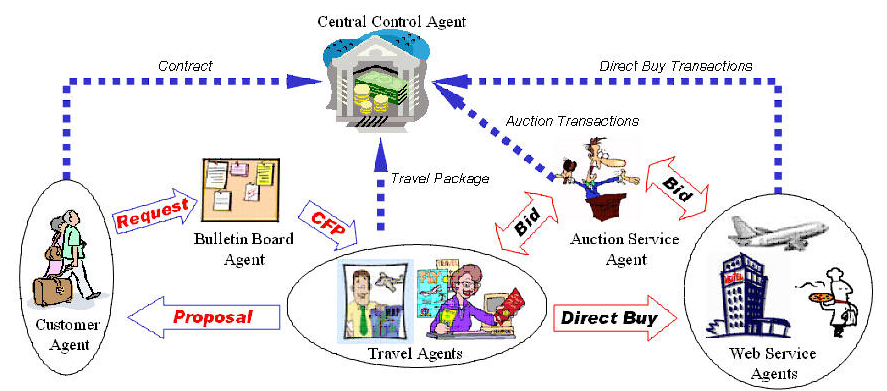 Central Control Agent
Contract
Direct Buy Transactions
Auction Transactions
Travel Package
Request
Bulletin Board
Agent
CFP
Bid
Auction Service
Agent
Bid
Customer
Agent
Proposal
Travel Agents
Direct Buy
HOTEL
Web Service
Agents